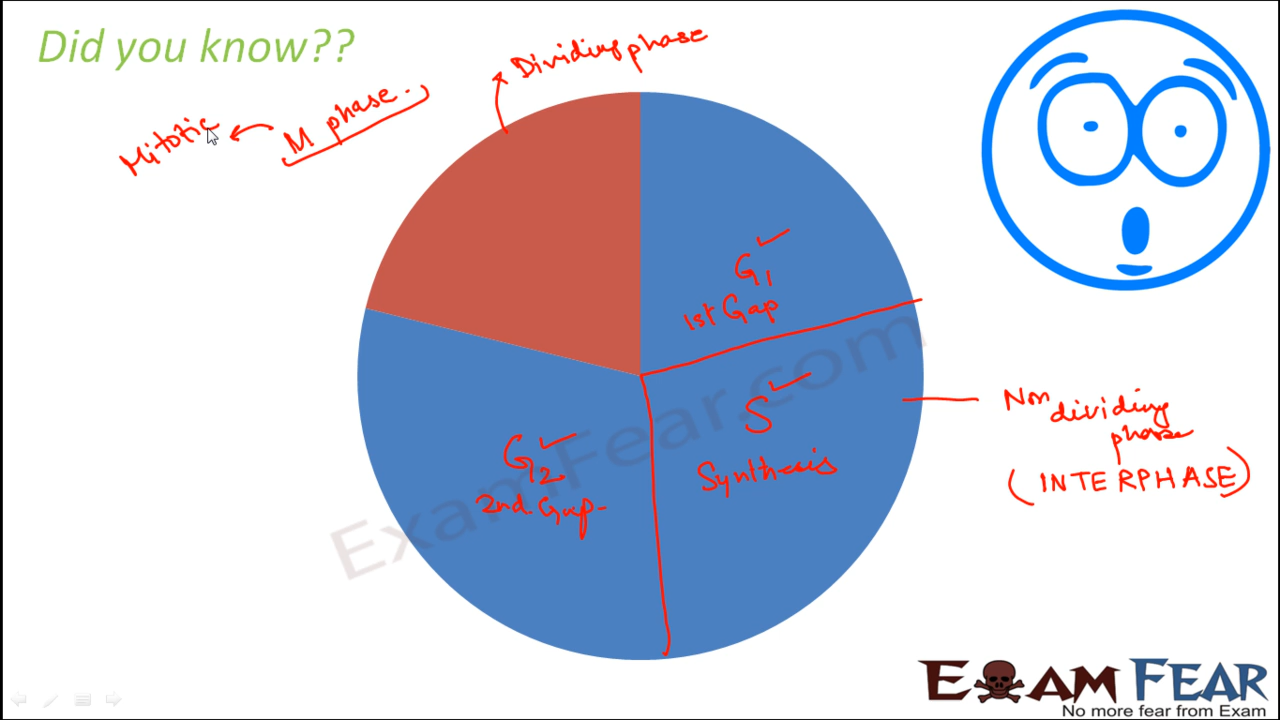 Did you know??
Dividing phase
M phase.
Mitotic
G1
1st Gap
S
Synthesis
G2
2nd. Gap-
Non
dividing
phase
(INTERPHASE)
ExamFear.com
EXAM FEAR
No more fear from Exam